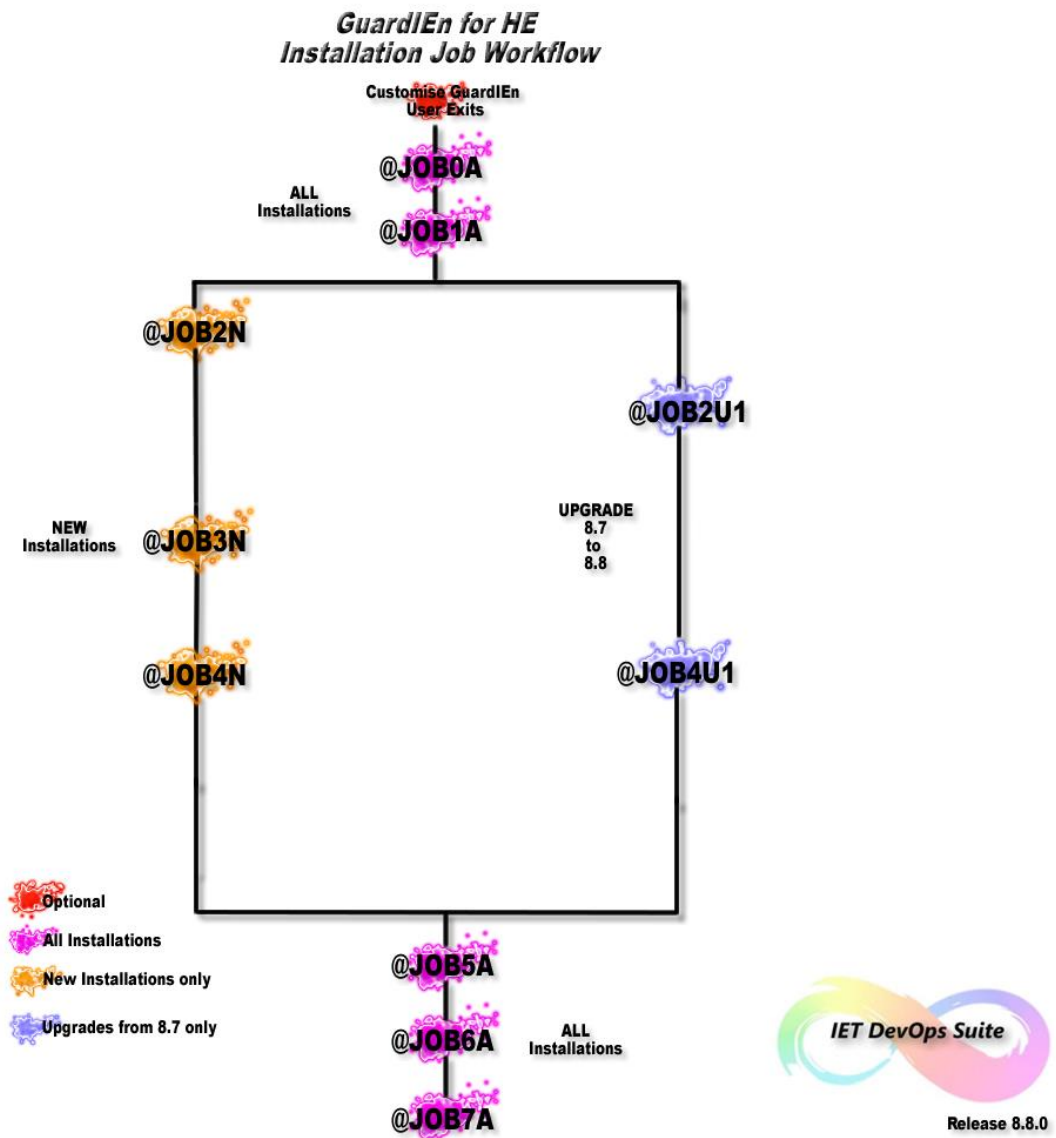 GuardIEn for HE
Installation Job Workflow
Customise GuardIEn
User Exits
@JOB0A
ALL
Installations
@JOB1A
@JOB2N
@JOB2U1
NEW
Installations
@JOB3N
UPGRADE
8.7
to
8.8
@JOB4N
@JOB4U1
Optional
All Installations
New Installations only
Upgrades from 8.7 only
@JOB5A
@JOB6A
ALL
Installations
@JOB7A
IET DevOps Suite
Release 8.8.0